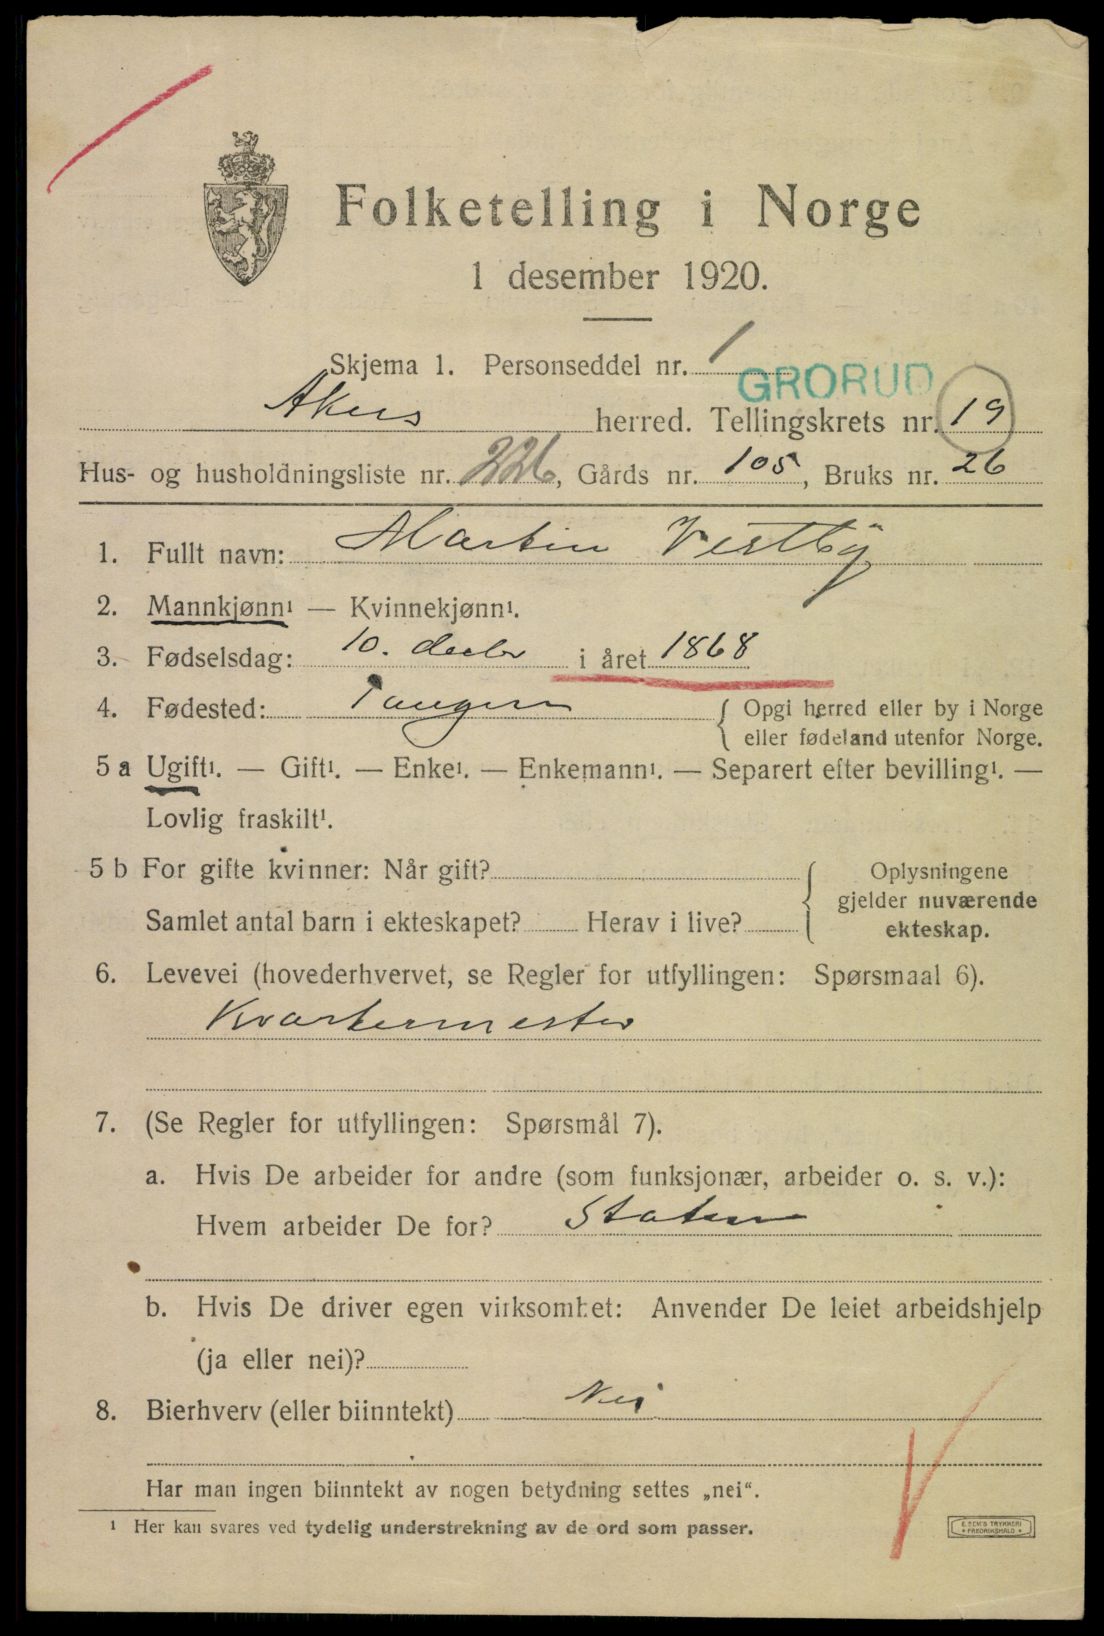 Folketelling i Norge
1 desember 1920.
Skjema 1. Personseddel nr. 1
GRORUD
Akers herred. Tellingskrets nr. 19
Hus- og husholdningsliste nr. 226, Gårds nr. 105, Bruks nr. 26
1. Fullt navn: Martin Vestby
2. Mannkjønn¹ — Kvinnekjønn¹.
3. Fødselsdag: 10. decbr i året 1868
4. Fødested: Tangen { Opgi herred eller by i Norge
eller fødeland utenfor Norge.
5 a Ugift¹. — Gift¹. — Enke¹. — Enkemann¹. — Separert efter bevilling¹. —
Lovlig fraskilt¹.
5 b For gifte kvinner: Når gift? { Oplysningene
gjelder nuværende
Samlet antal barn i ekteskapet? Herav i live? ekteskap.
6. Levevei (hovederhvervet, se Regler for utfyllingen: Spørsmaal 6).
Kvartermester
7. (Se Regler for utfyllingen: Spørsmål 7).
a. Hvis De arbeider for andre (som funksjonær, arbeider o. s. v.):
Hvem arbeider De for? Staten
b. Hvis De driver egen virksomhet: Anvender De leiet arbeidshjelp
(ja eller nei)?
8. Bierhverv (eller biinntekt) Nei
Har man ingen biinntekt av nogen betydning settes „nei“.
¹ Her kan svares ved tydelig understrekning av de ord som passer.
E. SEM'S TRYKKERI
* FREDRIKSHALD *